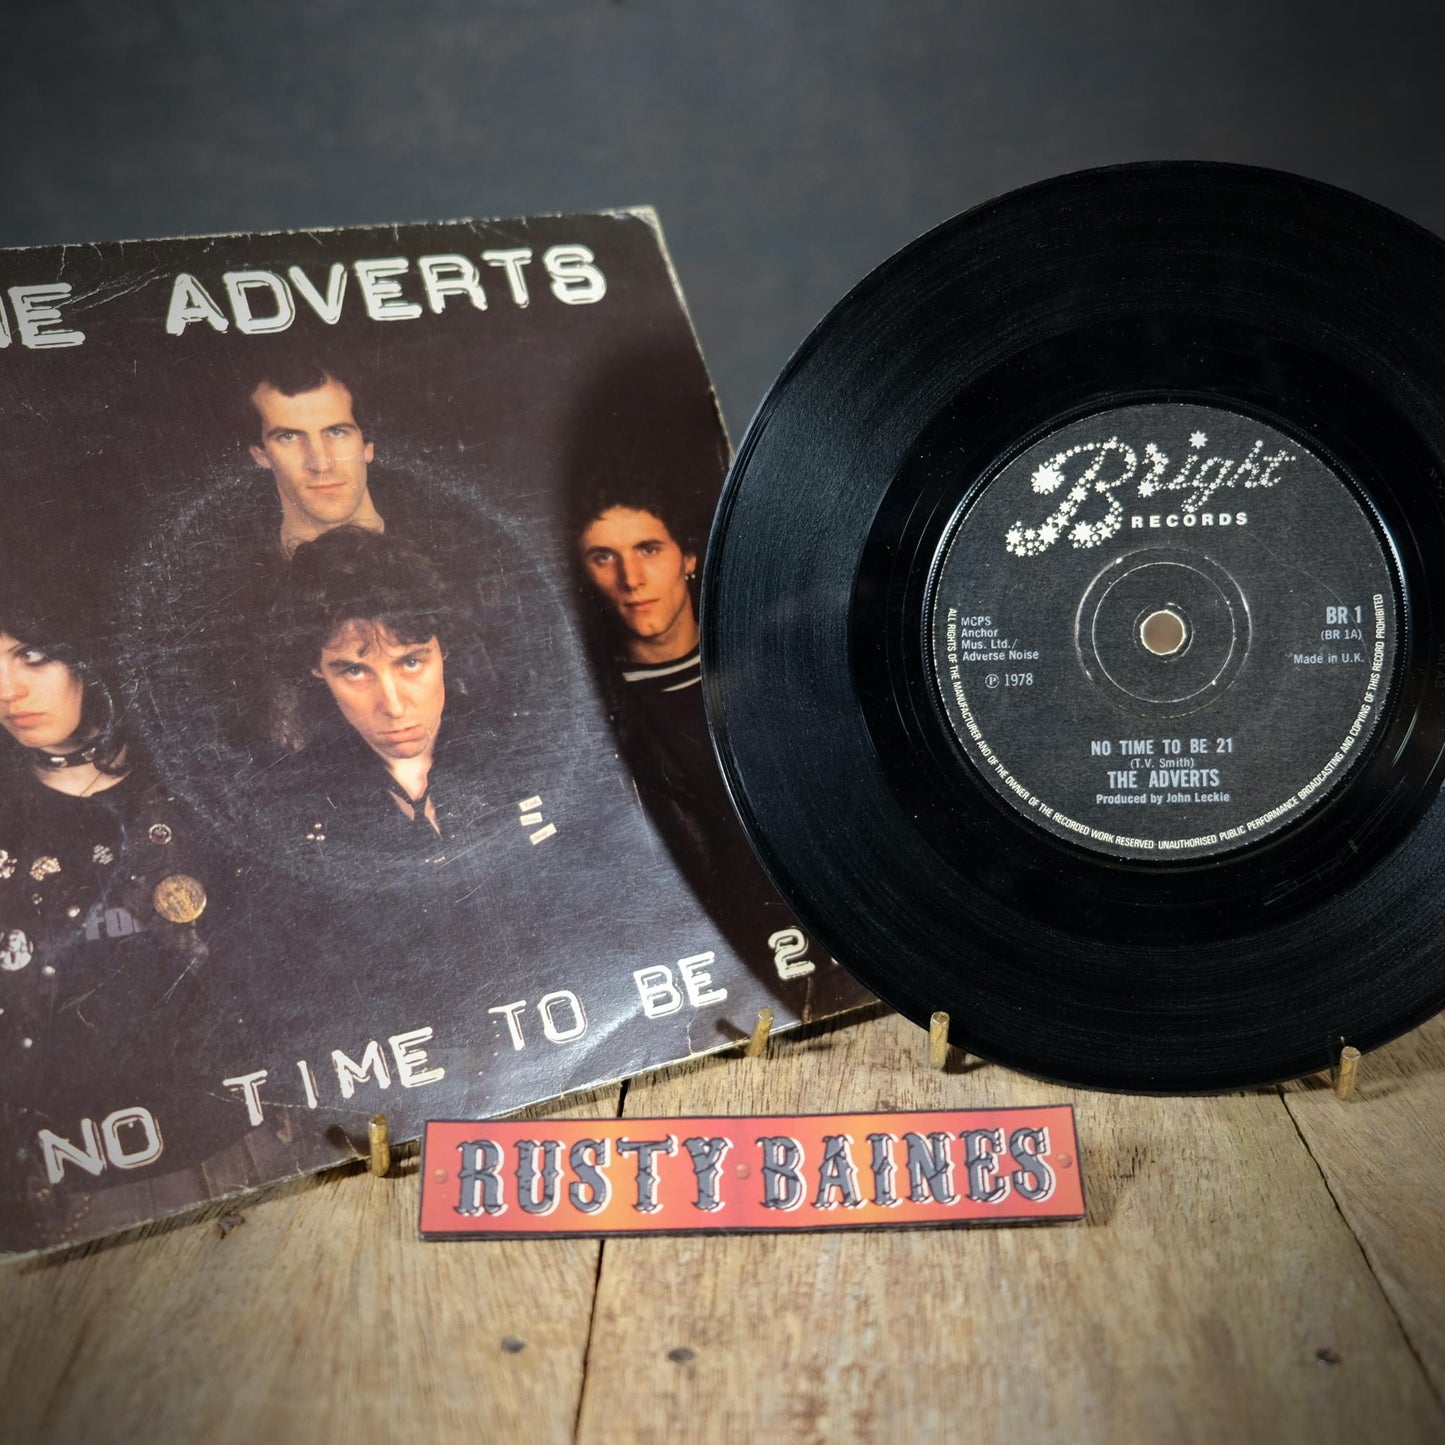 THE ADVERTS
NO TIME TO BE 2
Bright
RECORDS
MCPS
Anchor
Mus. Ltd./
Adverse Noise
℗ 1978
BR 1
(BR 1A)
Made in U.K.
NO TIME TO BE 21
(T.V. Smith)
THE ADVERTS
Produced by John Leckie
ALL RIGHTS OF THE MANUFACTURER AND OF THE OWNER OF THE RECORDED WORK RESERVED · UNAUTHORISED PUBLIC PERFORMANCE BROADCASTING AND COPYING OF THIS RECORD PROHIBITED
RUSTY BAINES